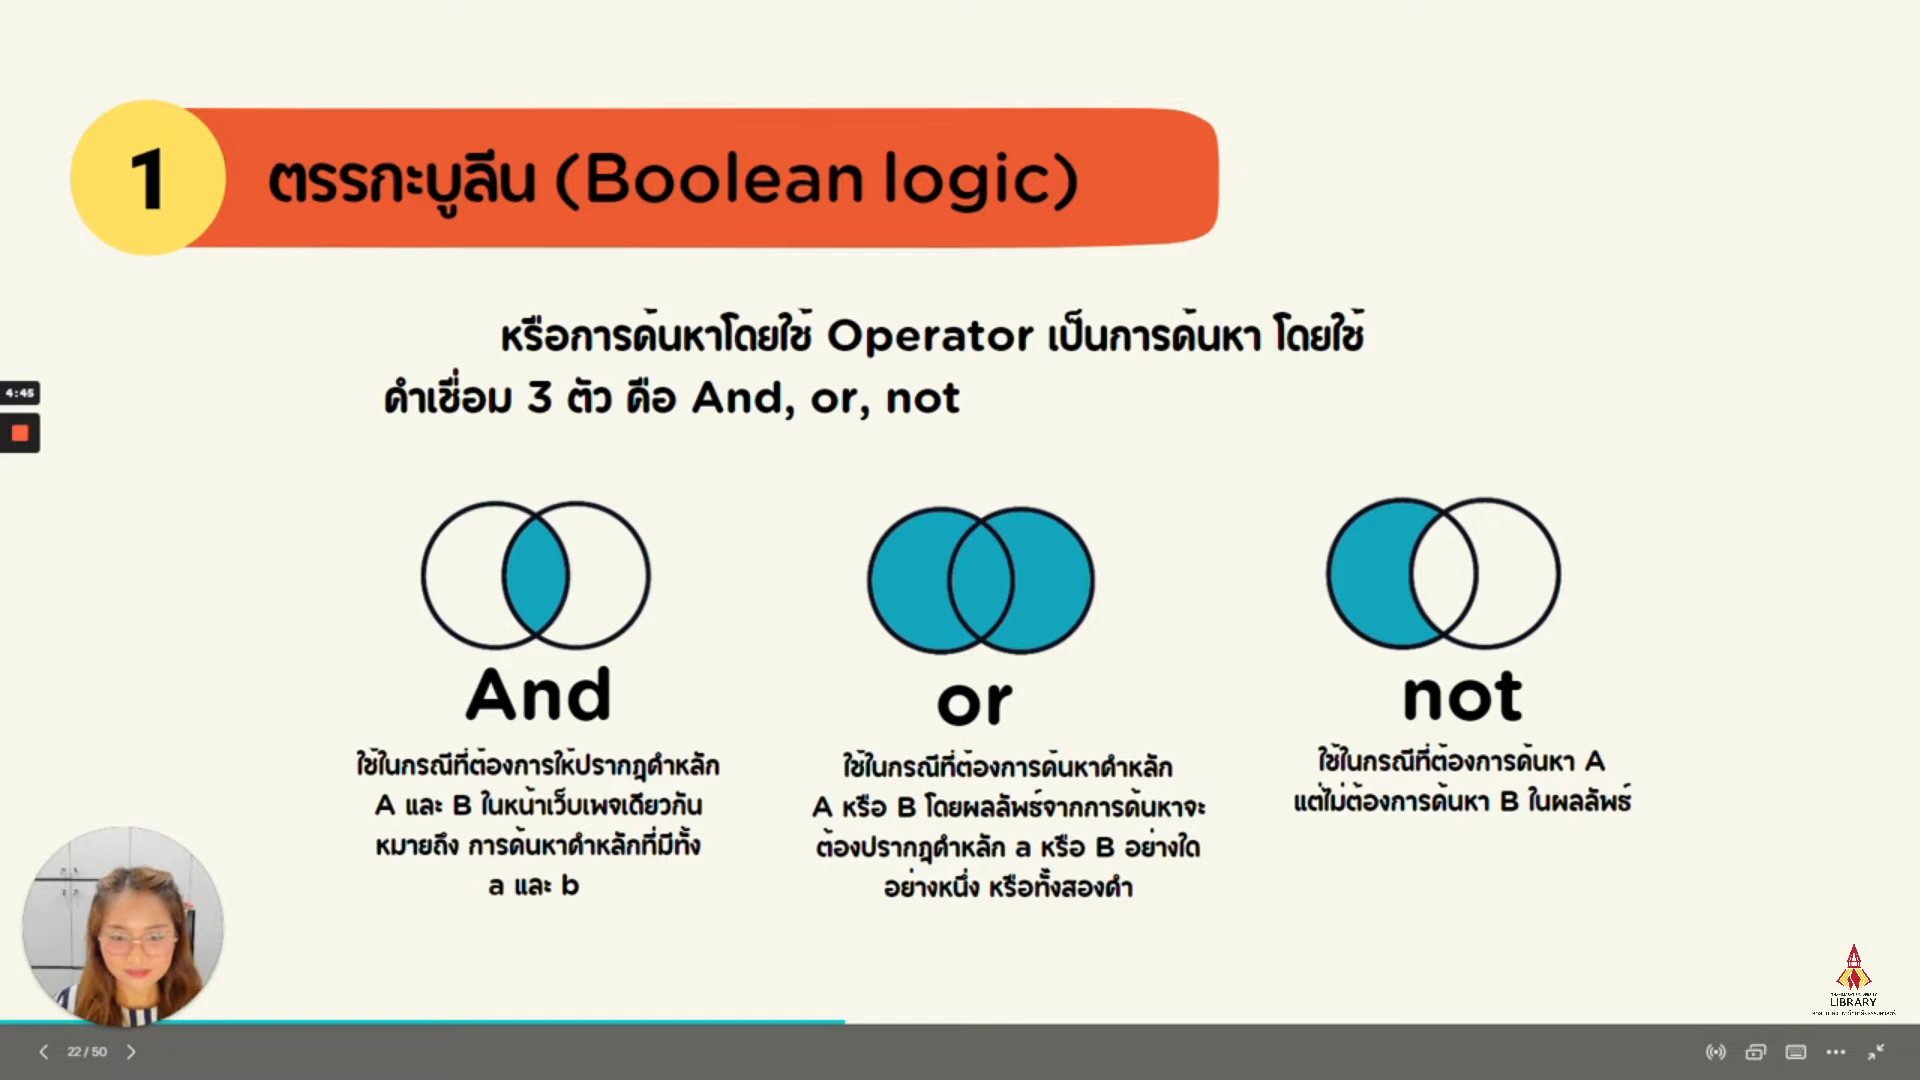 1
ตรรกะบูลีน (Boolean logic)
หรือการค้นหาโดยใช้ Operator เป็นการค้นหา โดยใช้
คำเชื่อม 3 ตัว คือ And, or, not
4:45
And
ใช้ในกรณีที่ต้องการให้ปรากฎคำหลัก
A และ B ในหน้าเว็บเพจเดียวกัน
หมายถึง การค้นหาคำหลักที่มีทั้ง
a และ b
or
ใช้ในกรณีที่ต้องการค้นหาคำหลัก
A หรือ B โดยผลลัพธ์จากการค้นหาจะ
ต้องปรากฎคำหลัก a หรือ B อย่างใด
อย่างหนึ่ง หรือทั้งสองคำ
not
ใช้ในกรณีที่ต้องการค้นหา A
แต่ไม่ต้องการค้นหา B ในผลลัพธ์
LIBRARY
22 / 50